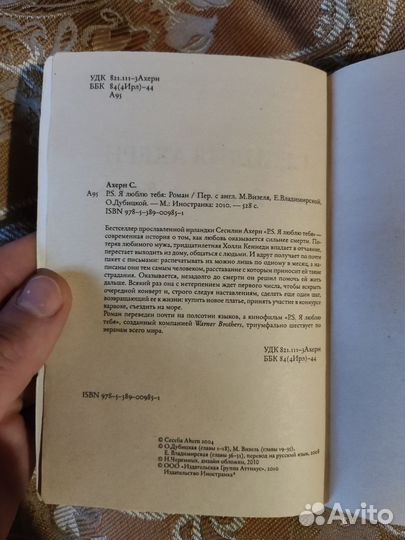 УДК 821.111-3Ахерн
ББК 84(4Ирл)-44
А95
Ахерн С.
А95 P.S. Я люблю тебя: Роман / Пер. с англ. М.Визеля, Е.Владимирской,
О.Дубицкой. — М.: Иностранка: 2010. — 528 с.
ISBN 978-5-389-00985-1
Бестселлер прославленной ирландки Сесилии Ахерн «P.S. Я люблю тебя» —
современная история о том, как любовь оказывается сильнее смерти. Поте-
ряв любимого мужа, тридцатилетняя Холли Кеннеди впадает в отчаяние,
перестает выходить из дому, общаться с людьми. И вдруг получает по почте
пакет с письмами: распечатывать их можно лишь по одному в месяц, а на-
писаны они тем самым человеком, расставание с которым приносит ей такие
страдания. Оказывается, незадолго до смерти он решил помочь ей жить
дальше. Всякий раз она с нетерпением ждет первого числа, чтобы вскрыть
очередной конверт и, строго следуя наставлениям, сделать еще один шаг,
возвращающий ее к жизни: купить новое платье, принять участие в конкурсе
караоке, съездить на море.
Роман переведен почти на полсотни языков, а кинофильм «P.S. Я люблю
тебя», созданный компанией Warner Brothers, триумфально шествует по
экранам всего мира.
УДК 821.111-3Ахерн
ББК 84(4Ирл)-44
ISBN 978-5-389-00985-1
© Cecelia Ahern 2004
© О.Дубицкая (главы 1-18), М. Визель (главы 19-35),
Е. Владимирская (главы 36-51), перевод на русский язык, 2008
© Н.Черемных, дизайн обложки, 2010
© ООО «Издательская Группа Аттикус», 2010
Издательство Иностранка®
Avito